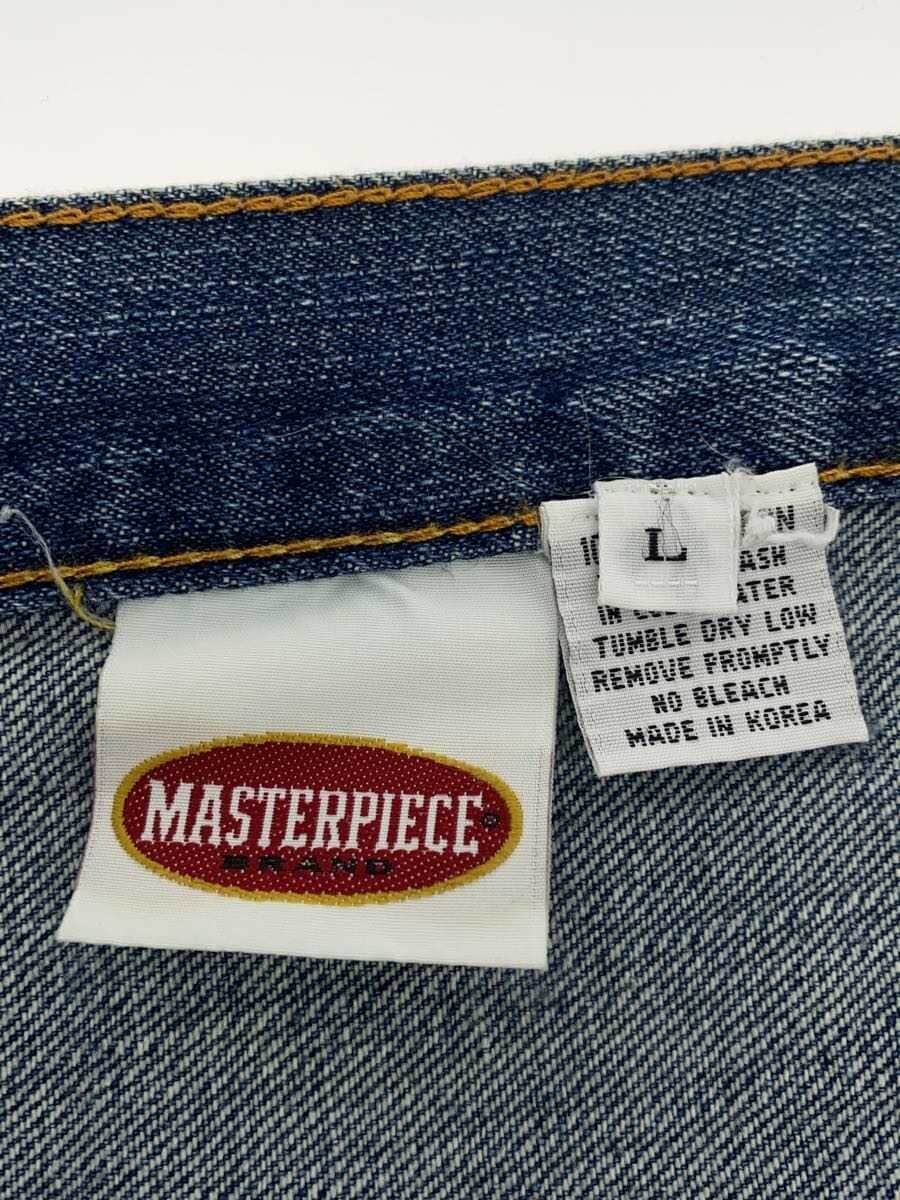 MASTERPIECE®
BRAND
L
TUMBLE DRY LOW
REMOVE PROMPTLY
NO BLEACH
MADE IN KOREA